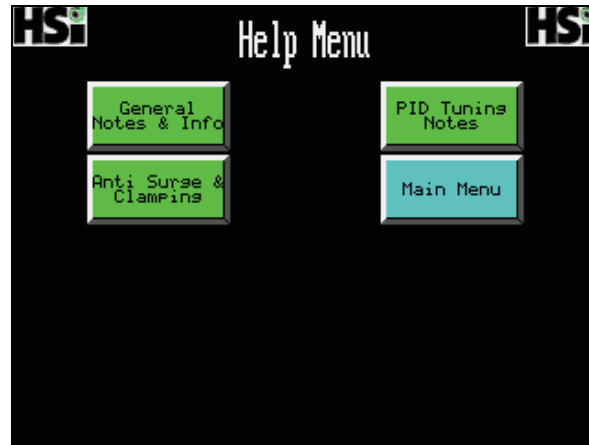 HSi
Help Menu
HSi
General
Notes & Info
PID Tuning
Notes
Anti Surge &
Clamping
Main Menu